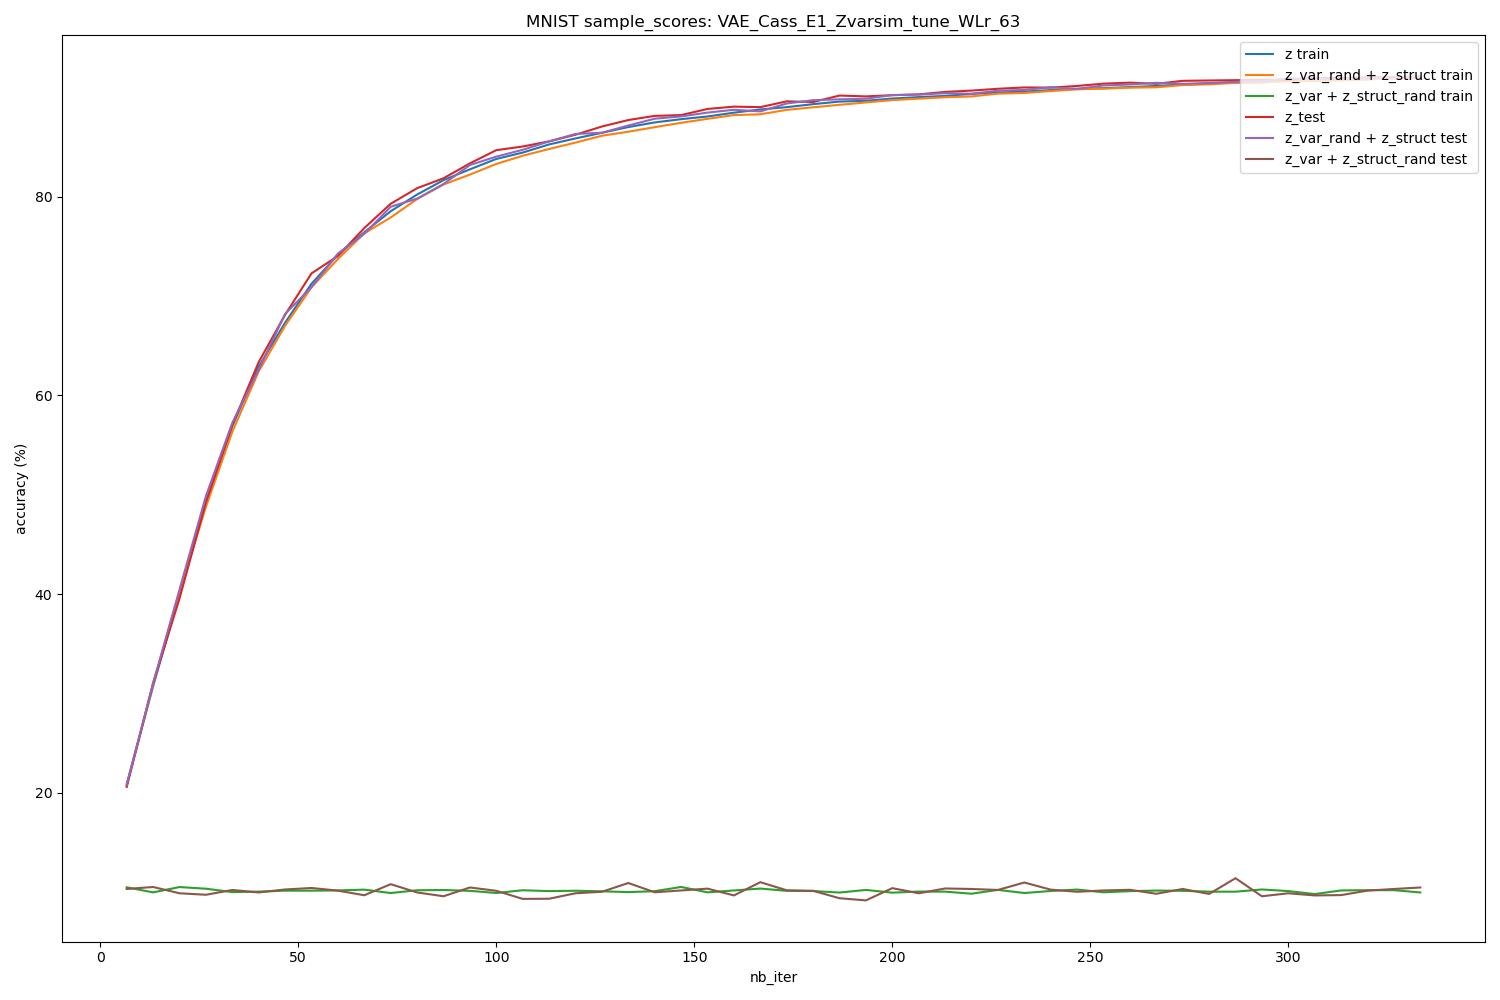 MNIST sample_scores: VAE_Cass_E1_Zvarsim_tune_WLr_63
z train
z_var_rand + z_struct train
z_var + z_struct_rand train
z_test
z_var_rand + z_struct test
z_var + z_struct_rand test
accuracy (%)
80
60
40
20
0 50 100 150 200 250 300
nb_iter